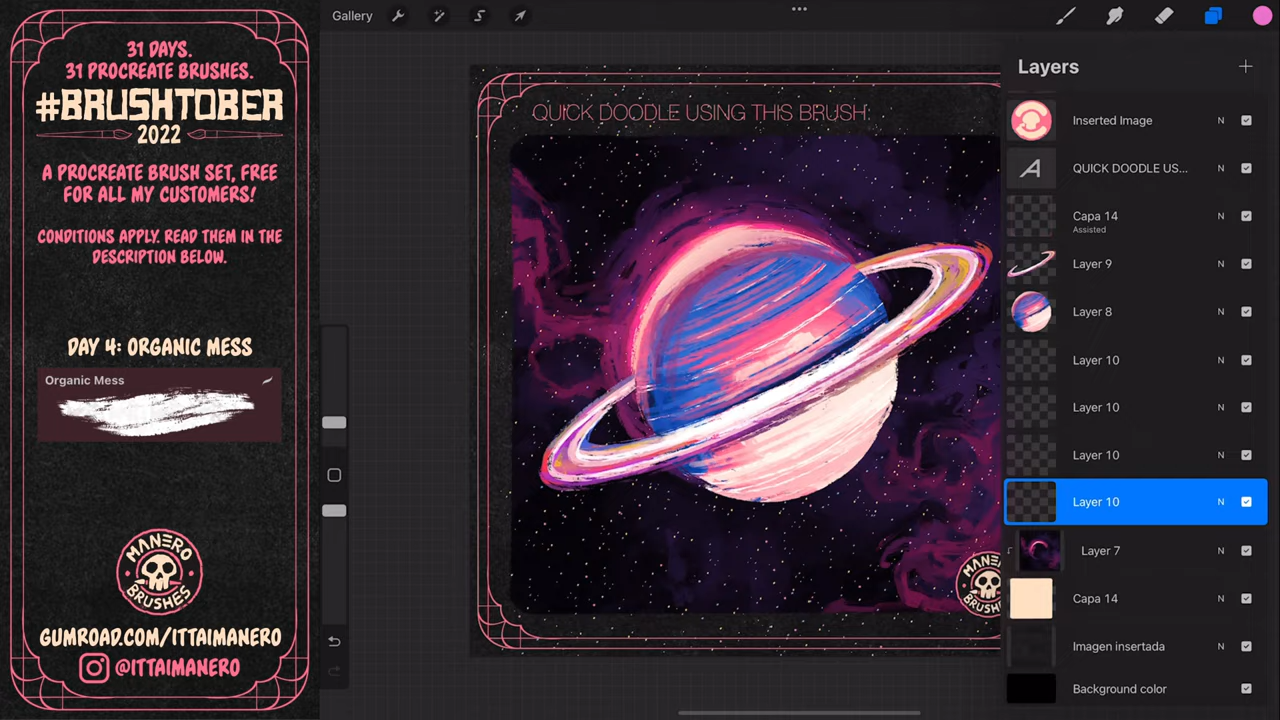 31 DAYS.
31 PROCREATE BRUSHES.
#BRUSHTOBER
2022
A PROCREATE BRUSH SET, FREE
FOR ALL MY CUSTOMERS!
CONDITIONS APPLY. READ THEM IN THE
DESCRIPTION BELOW.
DAY 4: ORGANIC MESS
Organic Mess
MANERO
BRUSHES
GUMROAD.COM/ITTAIMANERO
@ITTAIMANERO
Gallery
QUICK DOODLE USING THIS BRUSH:
MANERO
BRUSH
Layers
Inserted Image N
QUICK DOODLE US... N
Capa 14 N
Assisted
Layer 9 N
Layer 8 N
Layer 10 N
Layer 10 N
Layer 10 N
Layer 10 N
Layer 7 N
Capa 14 N
Imagen insertada N
Background color